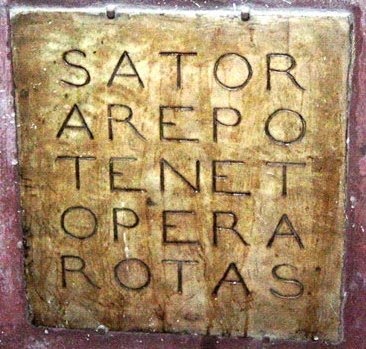 SATOR
AREPO
TENET
OPERA
ROTAS